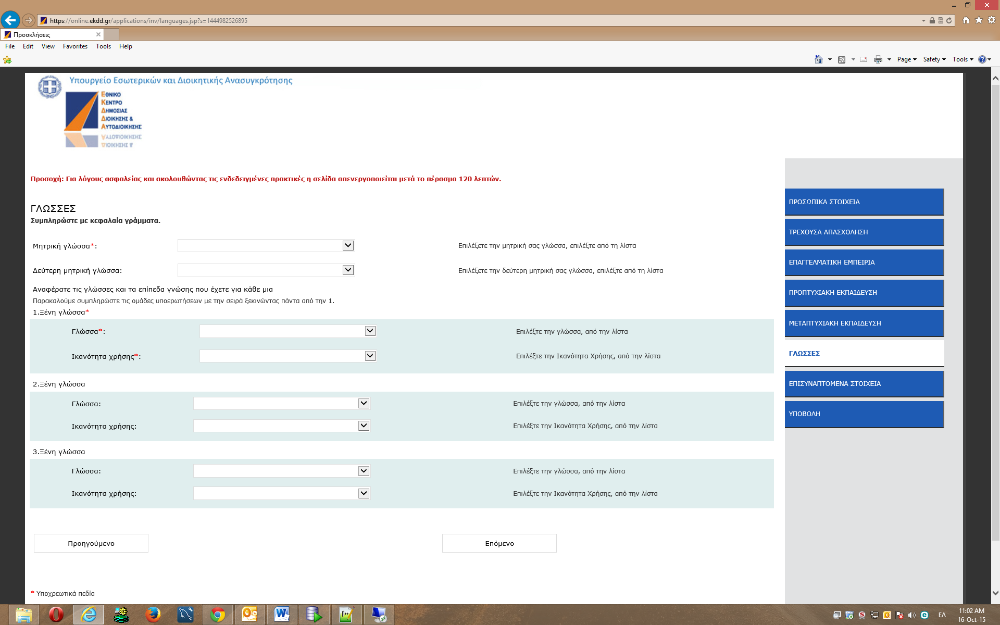 https://online.ekdd.gr/applications/inv/languages.jsp?s=1444982526895
Προσκλήσεις
File Edit View Favorites Tools Help
Page Safety Tools
Υπουργείο Εσωτερικών και Διοικητικής Ανασυγκρότησης
ΕΘΝΙΚΟ
ΚΕΝΤΡΟ
ΔΗΜΟΣΙΑΣ
ΔΙΟΙΚΗΣΗΣ &
ΑΥΤΟΔΙΟΙΚΗΣΗΣ
Προσοχή: Για λόγους ασφαλείας και ακολουθώντας τις ενδεδειγμένες πρακτικές η σελίδα απενεργοποιείται μετά το πέρασμα 120 λεπτών.
ΓΛΩΣΣΕΣ
Συμπληρώστε με κεφαλαία γράμματα.
Μητρική γλώσσα*: Επιλέξετε την μητρική σας γλώσσα, επιλέξτε από τη λίστα
Δεύτερη μητρική γλώσσα: Επιλέξετε την δεύτερη μητρική σας γλώσσα, επιλέξτε από τη λίστα
Αναφέρατε τις γλώσσες και τα επίπεδα γνώσης που έχετε για κάθε μια
Παρακαλούμε συμπληρώστε τις ομάδες υποερωτήσεων με την σειρά ξεκινώντας πάντα από την 1.
1.Ξένη γλώσσα*
Γλώσσα*: Επιλέξτε την γλώσσα, από την λίστα
Ικανότητα χρήσης*: Επιλέξτε την Ικανότητα Χρήσης, από την λίστα
2.Ξένη γλώσσα
Γλώσσα: Επιλέξτε την γλώσσα, από την λίστα
Ικανότητα χρήσης: Επιλέξτε την Ικανότητα Χρήσης, από την λίστα
3.Ξένη γλώσσα
Γλώσσα: Επιλέξτε την γλώσσα, από την λίστα
Ικανότητα χρήσης: Επιλέξτε την Ικανότητα Χρήσης, από την λίστα
Προηγούμενο Επόμενο
* Υποχρεωτικά πεδία
ΠΡΟΣΩΠΙΚΑ ΣΤΟΙΧΕΙΑ
ΤΡΕΧΟΥΣΑ ΑΠΑΣΧΟΛΗΣΗ
ΕΠΑΓΓΕΛΜΑΤΙΚΗ ΕΜΠΕΙΡΙΑ
ΠΡΟΠΤΥΧΙΑΚΗ ΕΚΠΑΙΔΕΥΣΗ
ΜΕΤΑΠΤΥΧΙΑΚΗ ΕΚΠΑΙΔΕΥΣΗ
ΓΛΩΣΣΕΣ
ΕΠΙΣΥΝΑΠΤΟΜΕΝΑ ΣΤΟΙΧΕΙΑ
ΥΠΟΒΟΛΗ
ΕΛ
11:02 AM
16-Oct-15